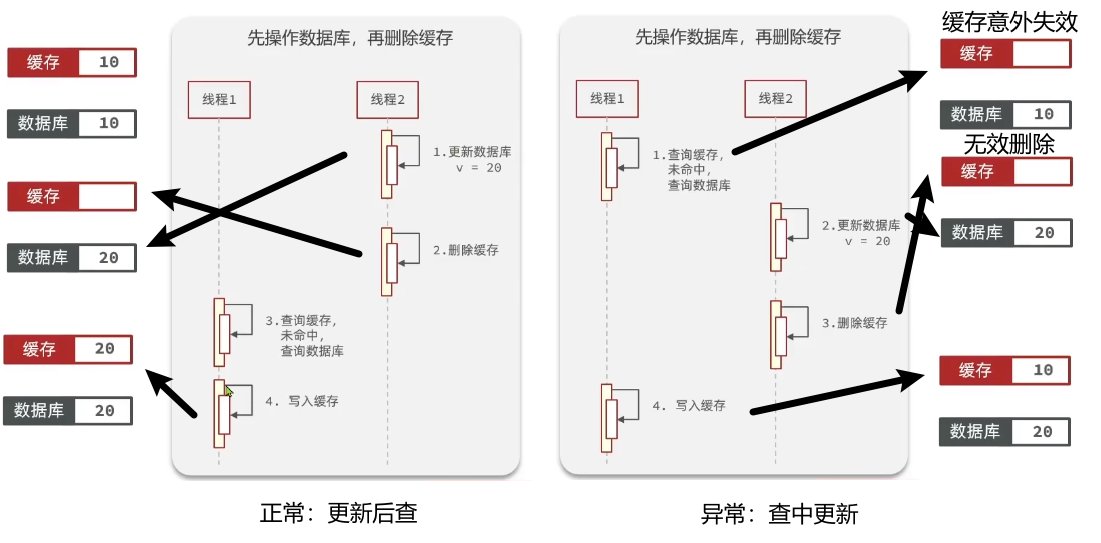 缓存 10
数据库 10
缓存
数据库 20
缓存 20
数据库 20
先操作数据库，再删除缓存
线程1
线程2
1.更新数据库
v = 20
2.删除缓存
3.查询缓存，
未命中，
查询数据库
4. 写入缓存
正常：更新后查
先操作数据库，再删除缓存
线程1
线程2
1.查询缓存，
未命中，
查询数据库
2.更新数据库
v = 20
3.删除缓存
4. 写入缓存
异常：查中更新
缓存意外失效
缓存
数据库 10
无效删除
缓存
数据库 20
缓存 10
数据库 20